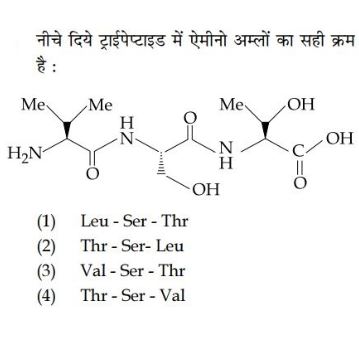 नीचे दिये ट्राईपेप्टाइड में ऐमीनो अम्लों का सही क्रम
है :
Me Me H O Me OH
H₂N N N C OH
O H O
OH
(1) Leu - Ser - Thr
(2) Thr - Ser- Leu
(3) Val - Ser - Thr
(4) Thr - Ser - Val